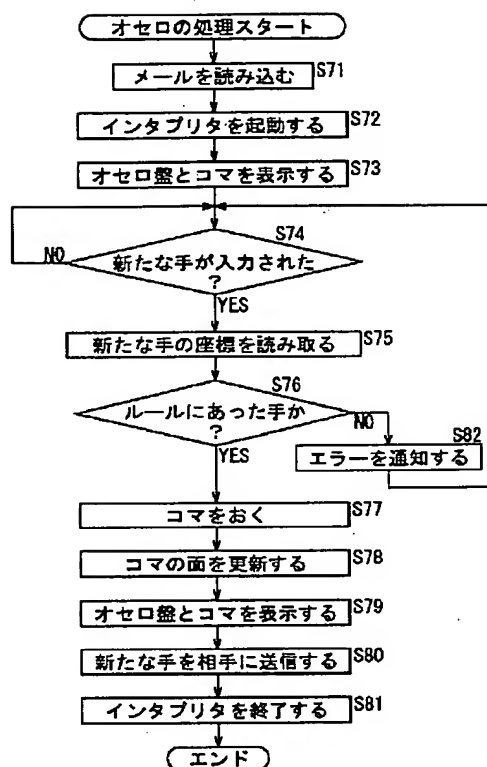 オセロの処理スタート
メールを読み込む S71
インタプリタを起動する S72
オセロ盤とコマを表示する S73
S74
新たな手が入力された
?
NO
YES
新たな手の座標を読み取る S75
S76
ルールにあった手か
?
NO
YES
S82
エラーを通知する
コマをおく S77
コマの面を更新する S78
オセロ盤とコマを表示する S79
新たな手を相手に送信する S80
インタプリタを終了する S81
エンド